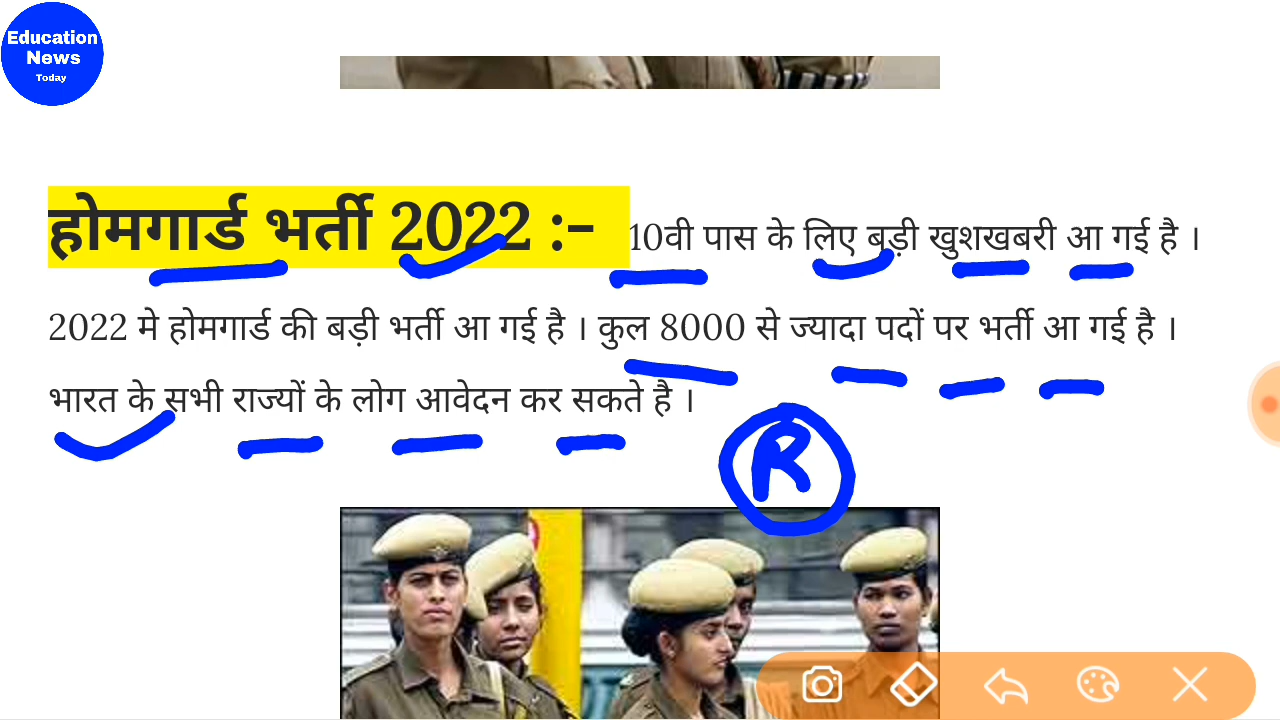 Education
News
Today
होमगार्ड भर्ती 2022 :- 10वी पास के लिए बड़ी खुशखबरी आ गई है ।
2022 मे होमगार्ड की बड़ी भर्ती आ गई है । कुल 8000 से ज्यादा पदों पर भर्ती आ गई है ।
भारत के सभी राज्यों के लोग आवेदन कर सकते है ।
R